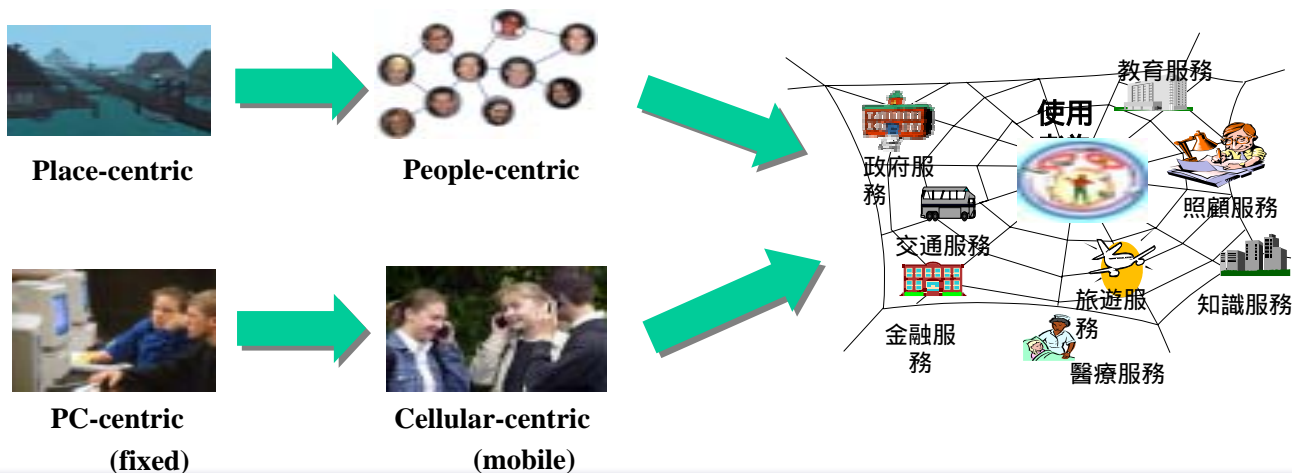 Place-centric
People-centric
PC-centric
(fixed)
Cellular-centric
(mobile)
使用
教育服務
政府服
務
照顧服務
交通服務
旅遊服
務
知識服務
金融服
務
醫療服務